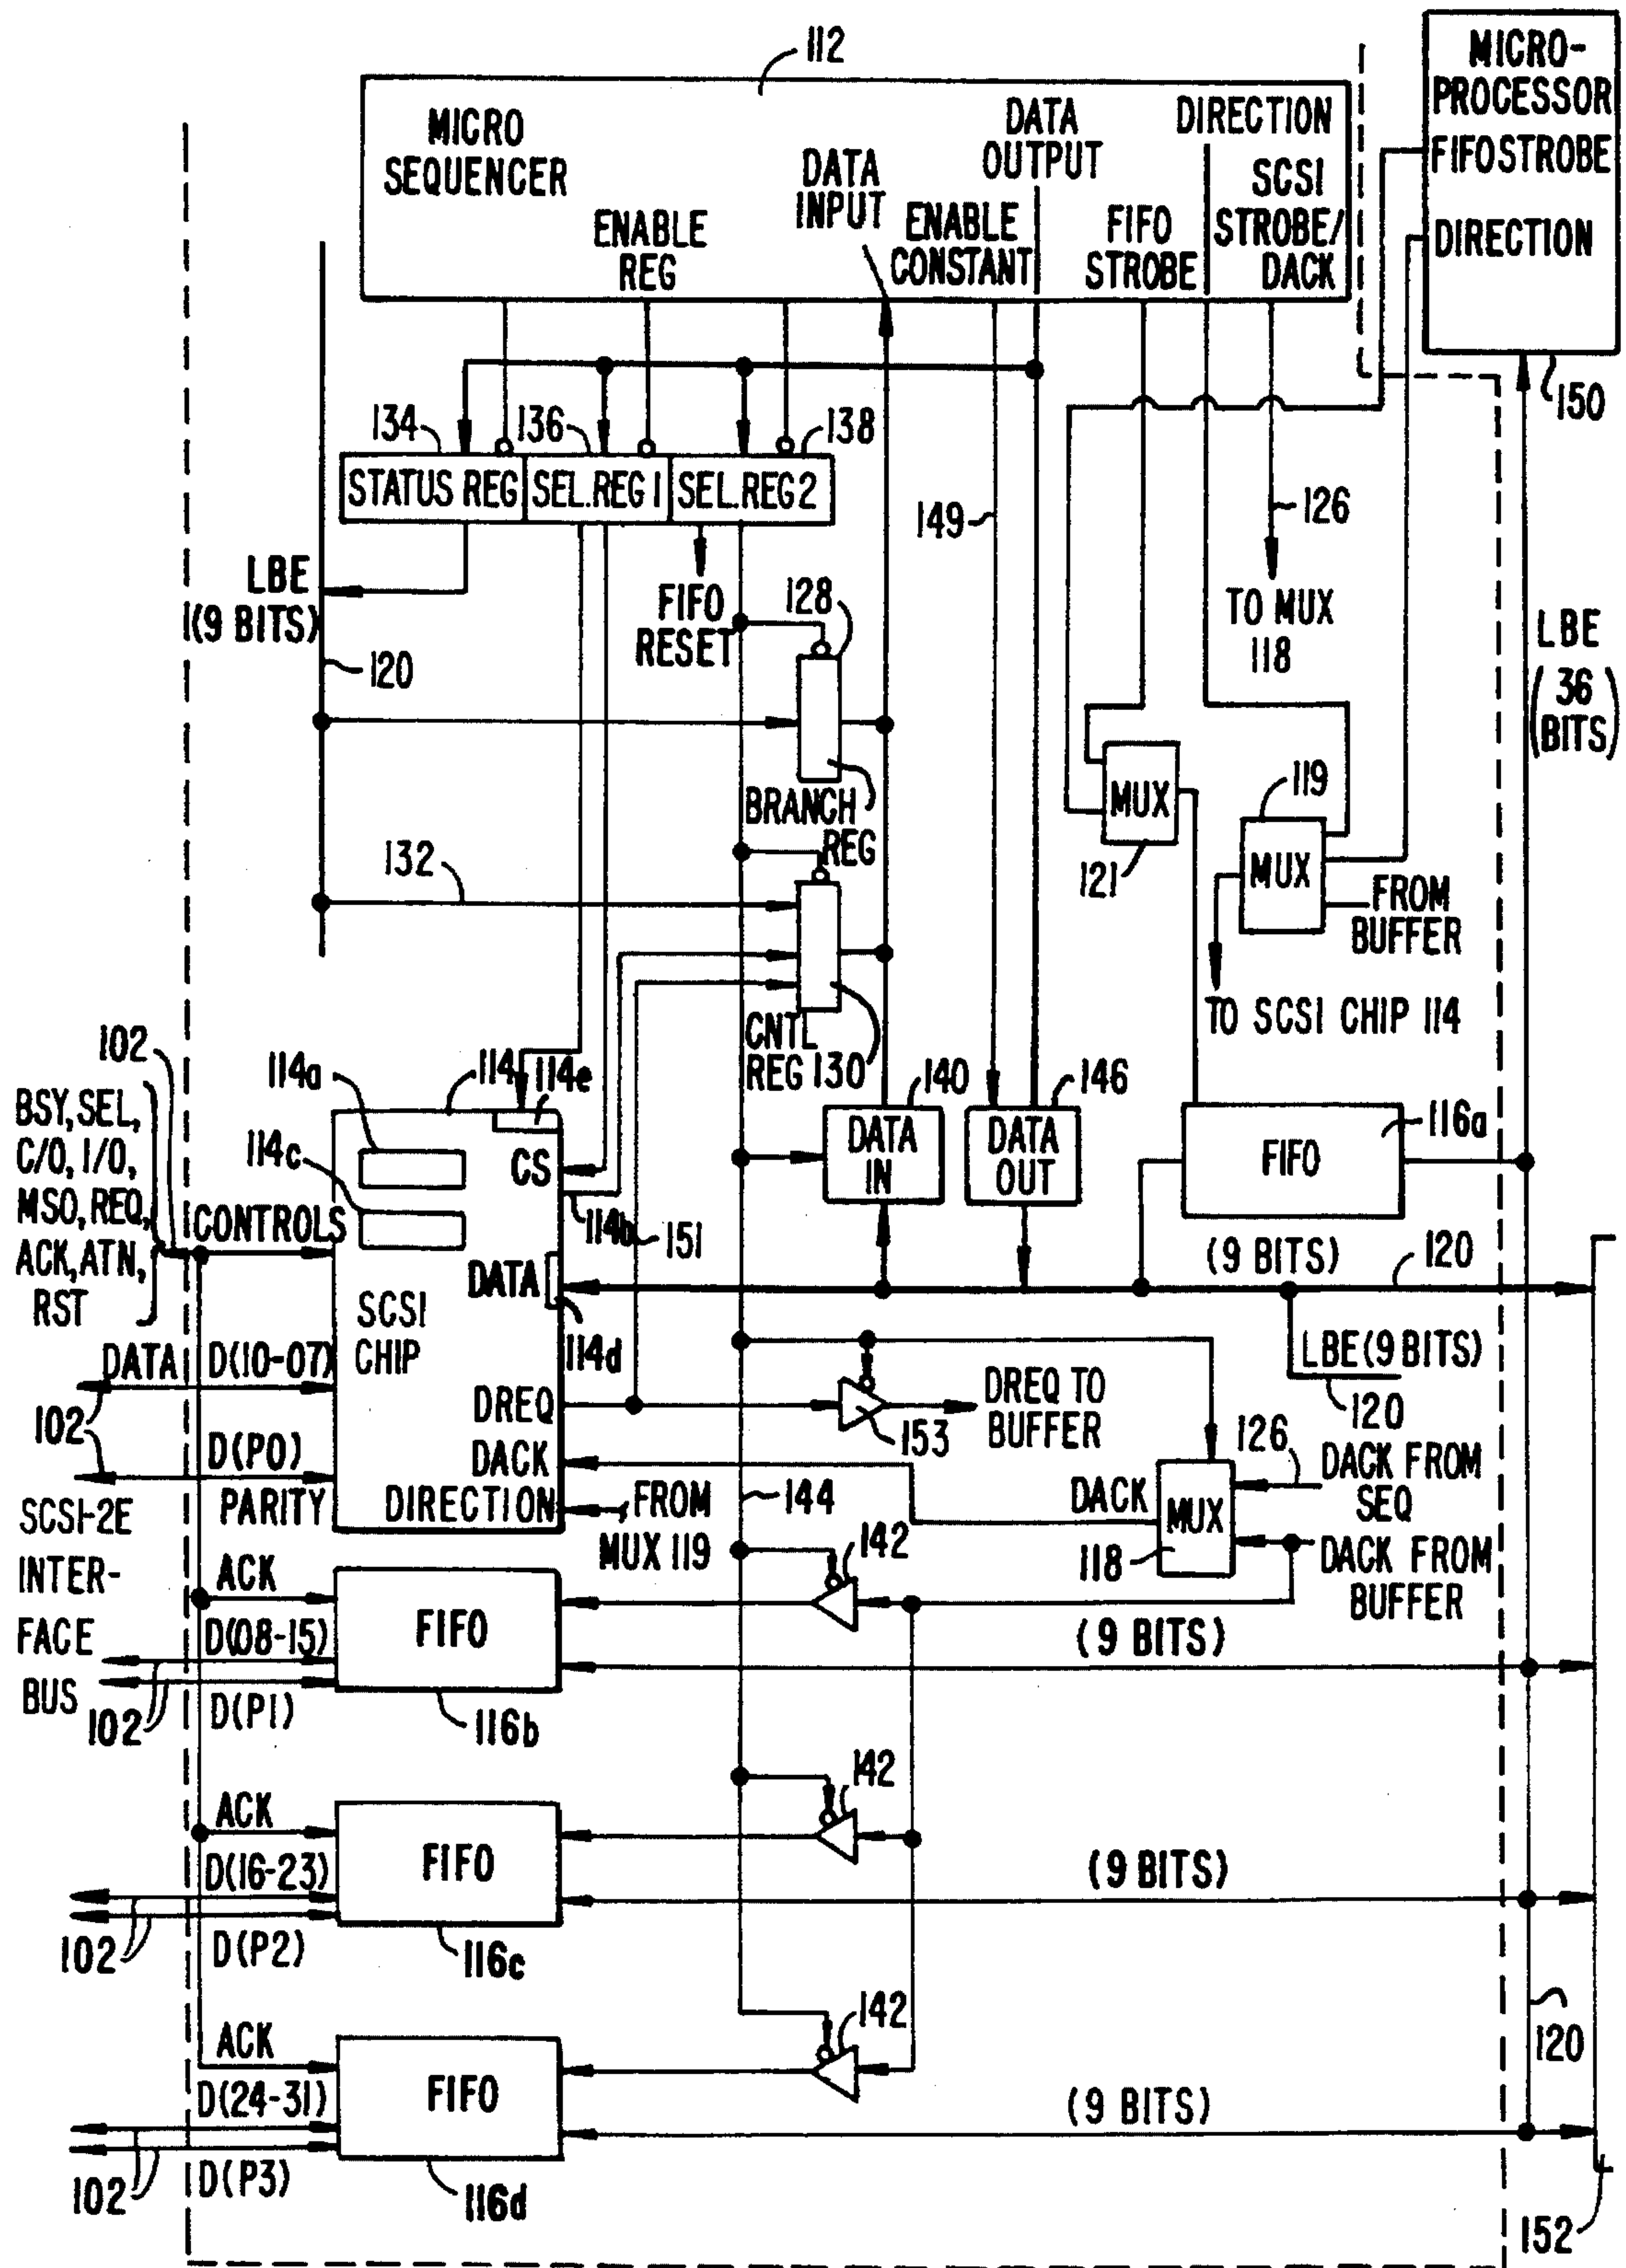 112
MICRO
SEQUENCER
ENABLE
REG
DATA
INPUT
ENABLE
CONSTANT
DATA
OUTPUT
FIFO
STROBE
DIRECTION
SCSI
STROBE/
DACK
MICRO-
PROCESSOR
FIFOSTROBE
DIRECTION
150
134
136
138
STATUS REG
SEL.REG 1
SEL.REG 2
149
126
TO MUX
118
LBE
(9 BITS)
120
FIFO
RESET
128
BRANCH
REG
LBE
(36
BITS)
MUX
121
119
MUX
FROM
BUFFER
TO SCSI CHIP 114
132
CNTL
REG 130
102
BSY, SEL,
C/O, I/O,
MSO, REQ,
ACK, ATN,
RST
CONTROLS
114a
114
114e
114c
CS
114b
151
DATA
114d
SCSI
CHIP
140
DATA
IN
146
DATA
OUT
FIFO
116a
(9 BITS)
120
LBE (9 BITS)
120
DATA
D(10-07)
102
D(P0)
PARITY
DREQ
DACK
DIRECTION
FROM
MUX 119
153
DREQ TO
BUFFER
144
DACK
MUX
118
126
DACK FROM
SEQ
DACK FROM
BUFFER
SCSI-2E
INTER-
FACE
BUS
ACK
D(08-15)
102
D(P1)
FIFO
116b
142
(9 BITS)
ACK
D(16-23)
102
D(P2)
FIFO
116c
142
(9 BITS)
ACK
D(24-31)
102
D(P3)
FIFO
116d
142
(9 BITS)
120
152